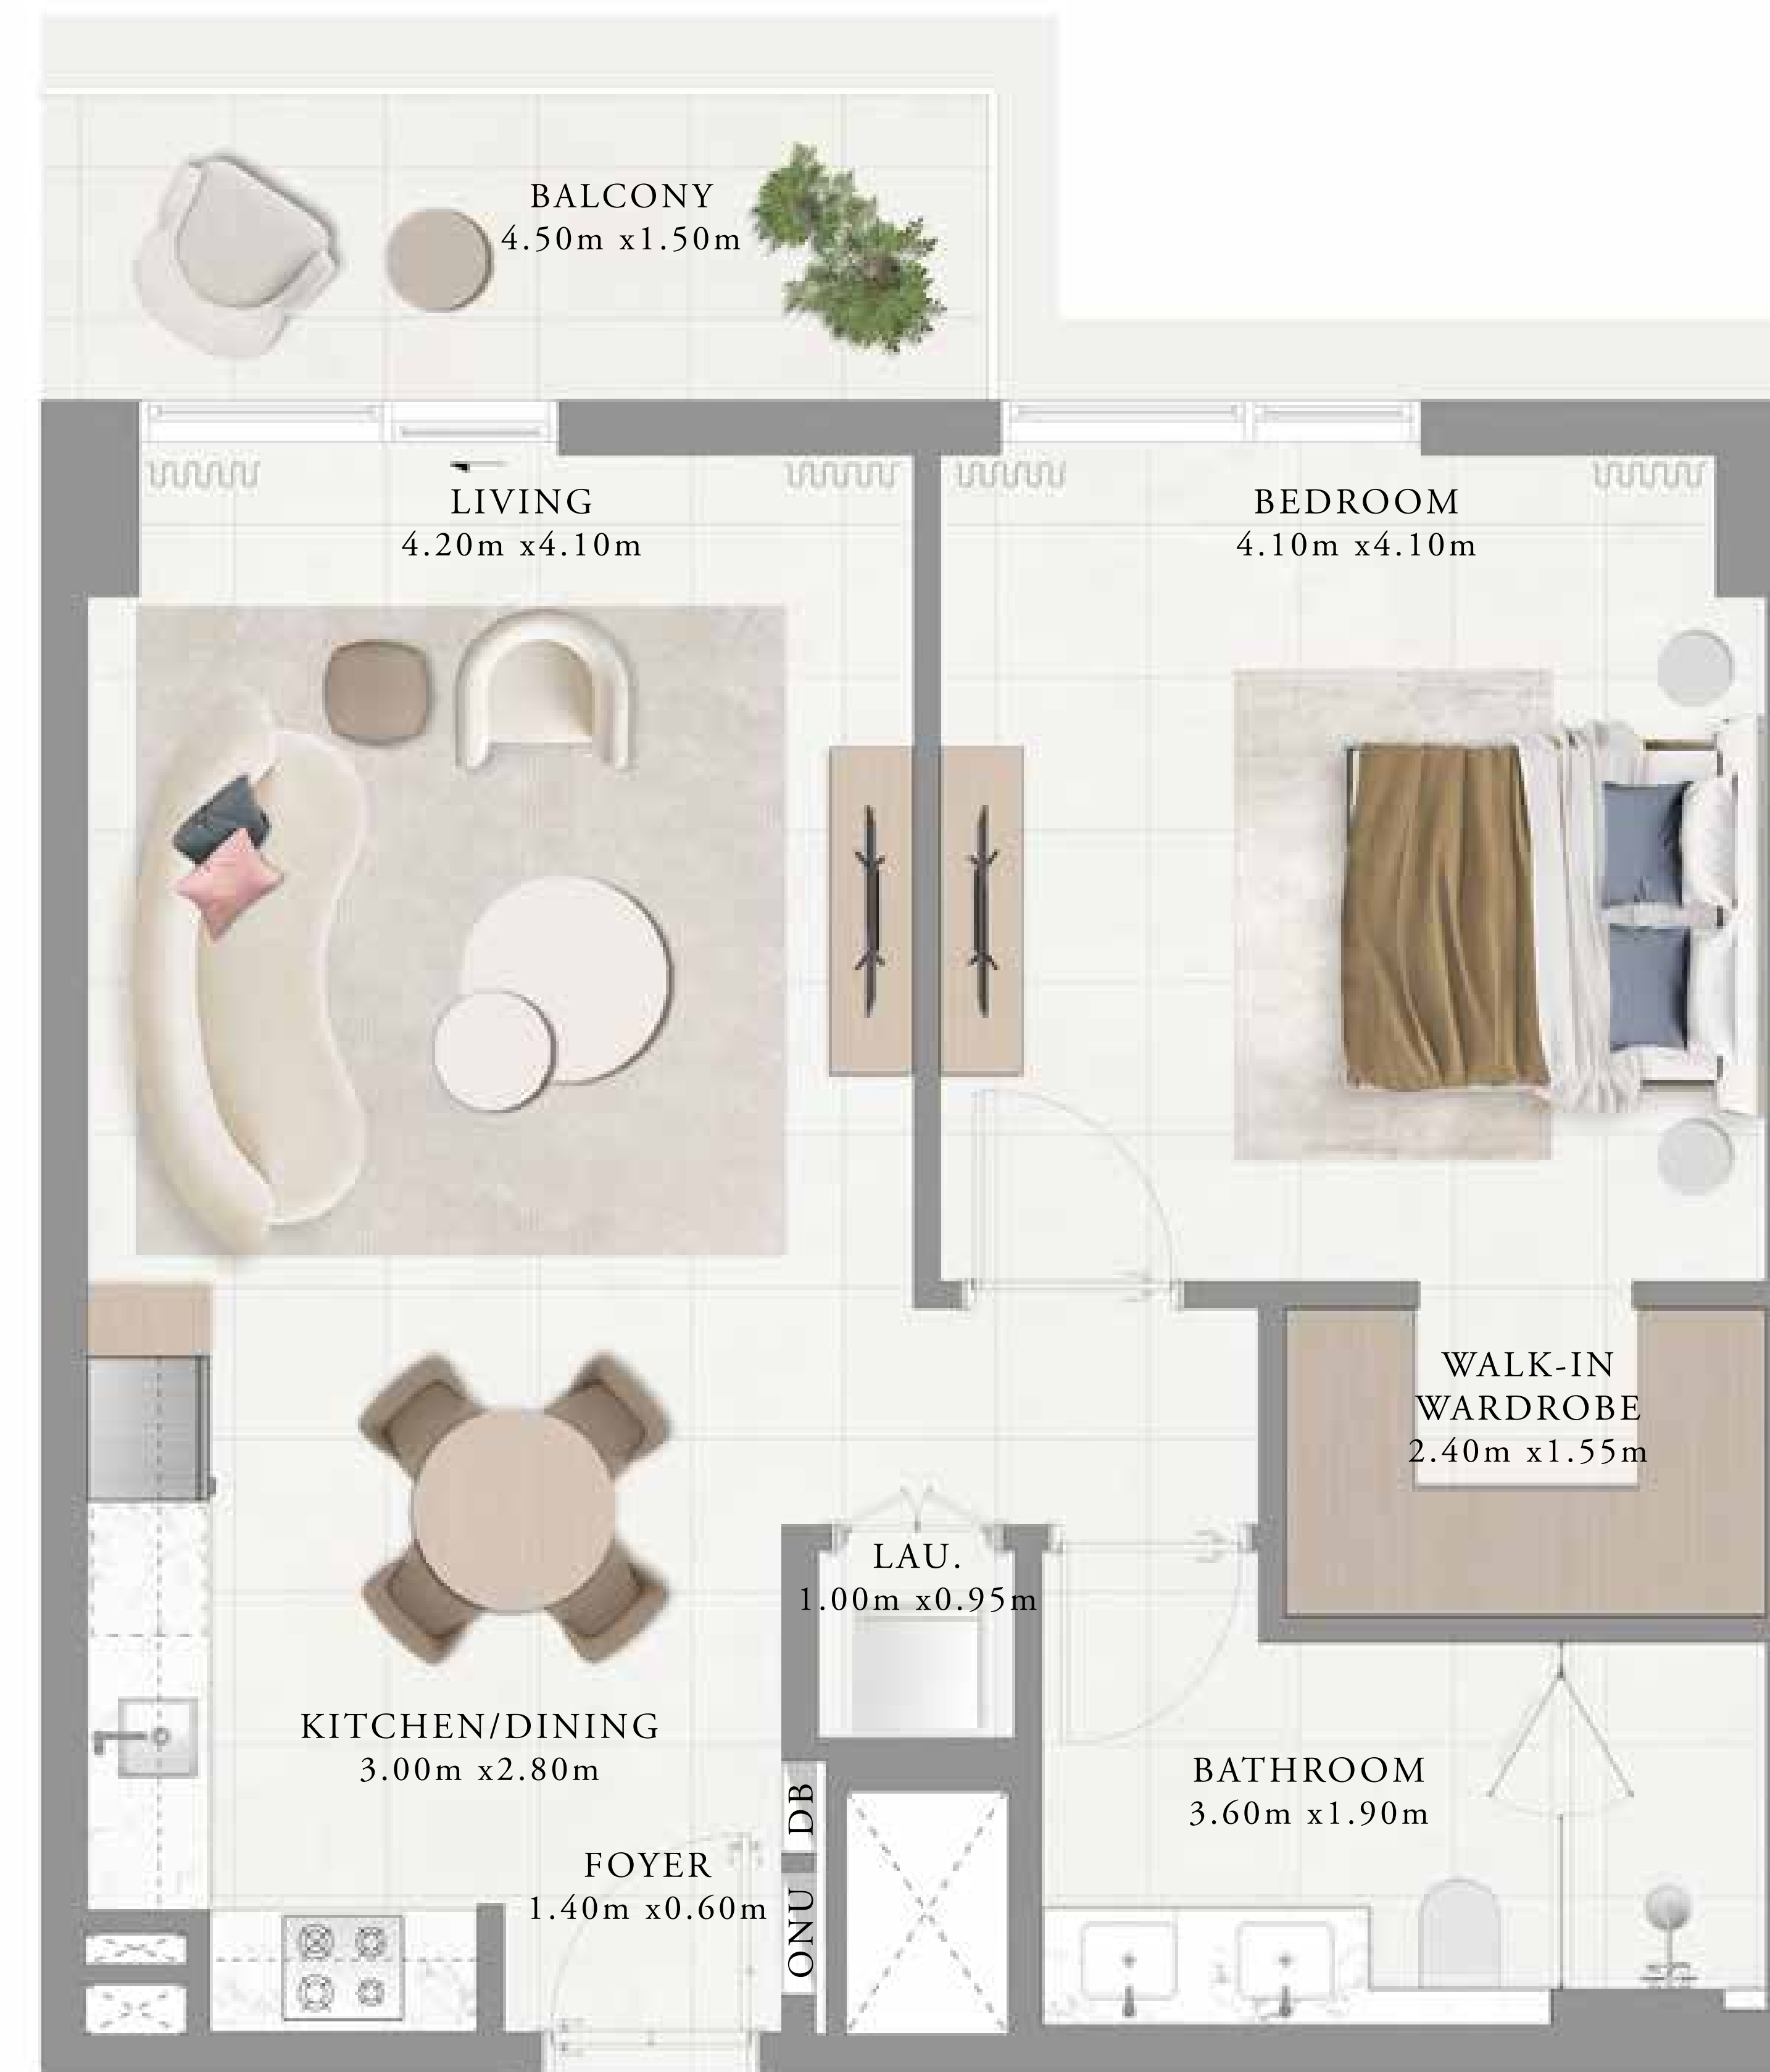 BALCONY
4.50m x1.50m
LIVING
4.20m x4.10m
BEDROOM
4.10m x4.10m
WALK-IN
WARDROBE
2.40m x1.55m
LAU.
1.00m x0.95m
KITCHEN/DINING
3.00m x2.80m
BATHROOM
3.60m x1.90m
DB
FOYER
1.40m x0.60m
ONU